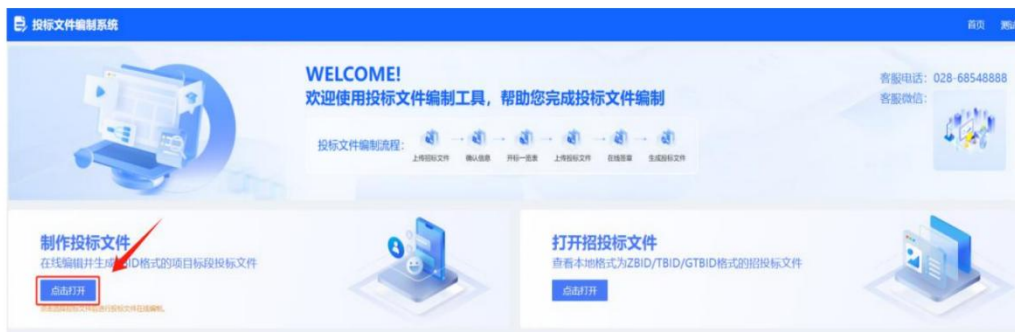 投标文件编制系统
首页
WELCOME!
欢迎使用投标文件编制工具，帮助您完成投标文件编制
客服电话：028-68548888
客服微信：
投标文件编制流程：
上传招标文件 确认信息 开标一览表 上传投标文件 在线签章 生成投标文件
制作投标文件
在线编辑并生成 BID格式的项目标段投标文件
点击打开
打开招投标文件
查看本地格式为ZBID/TBID/GTBID格式的招投标文件
点击打开